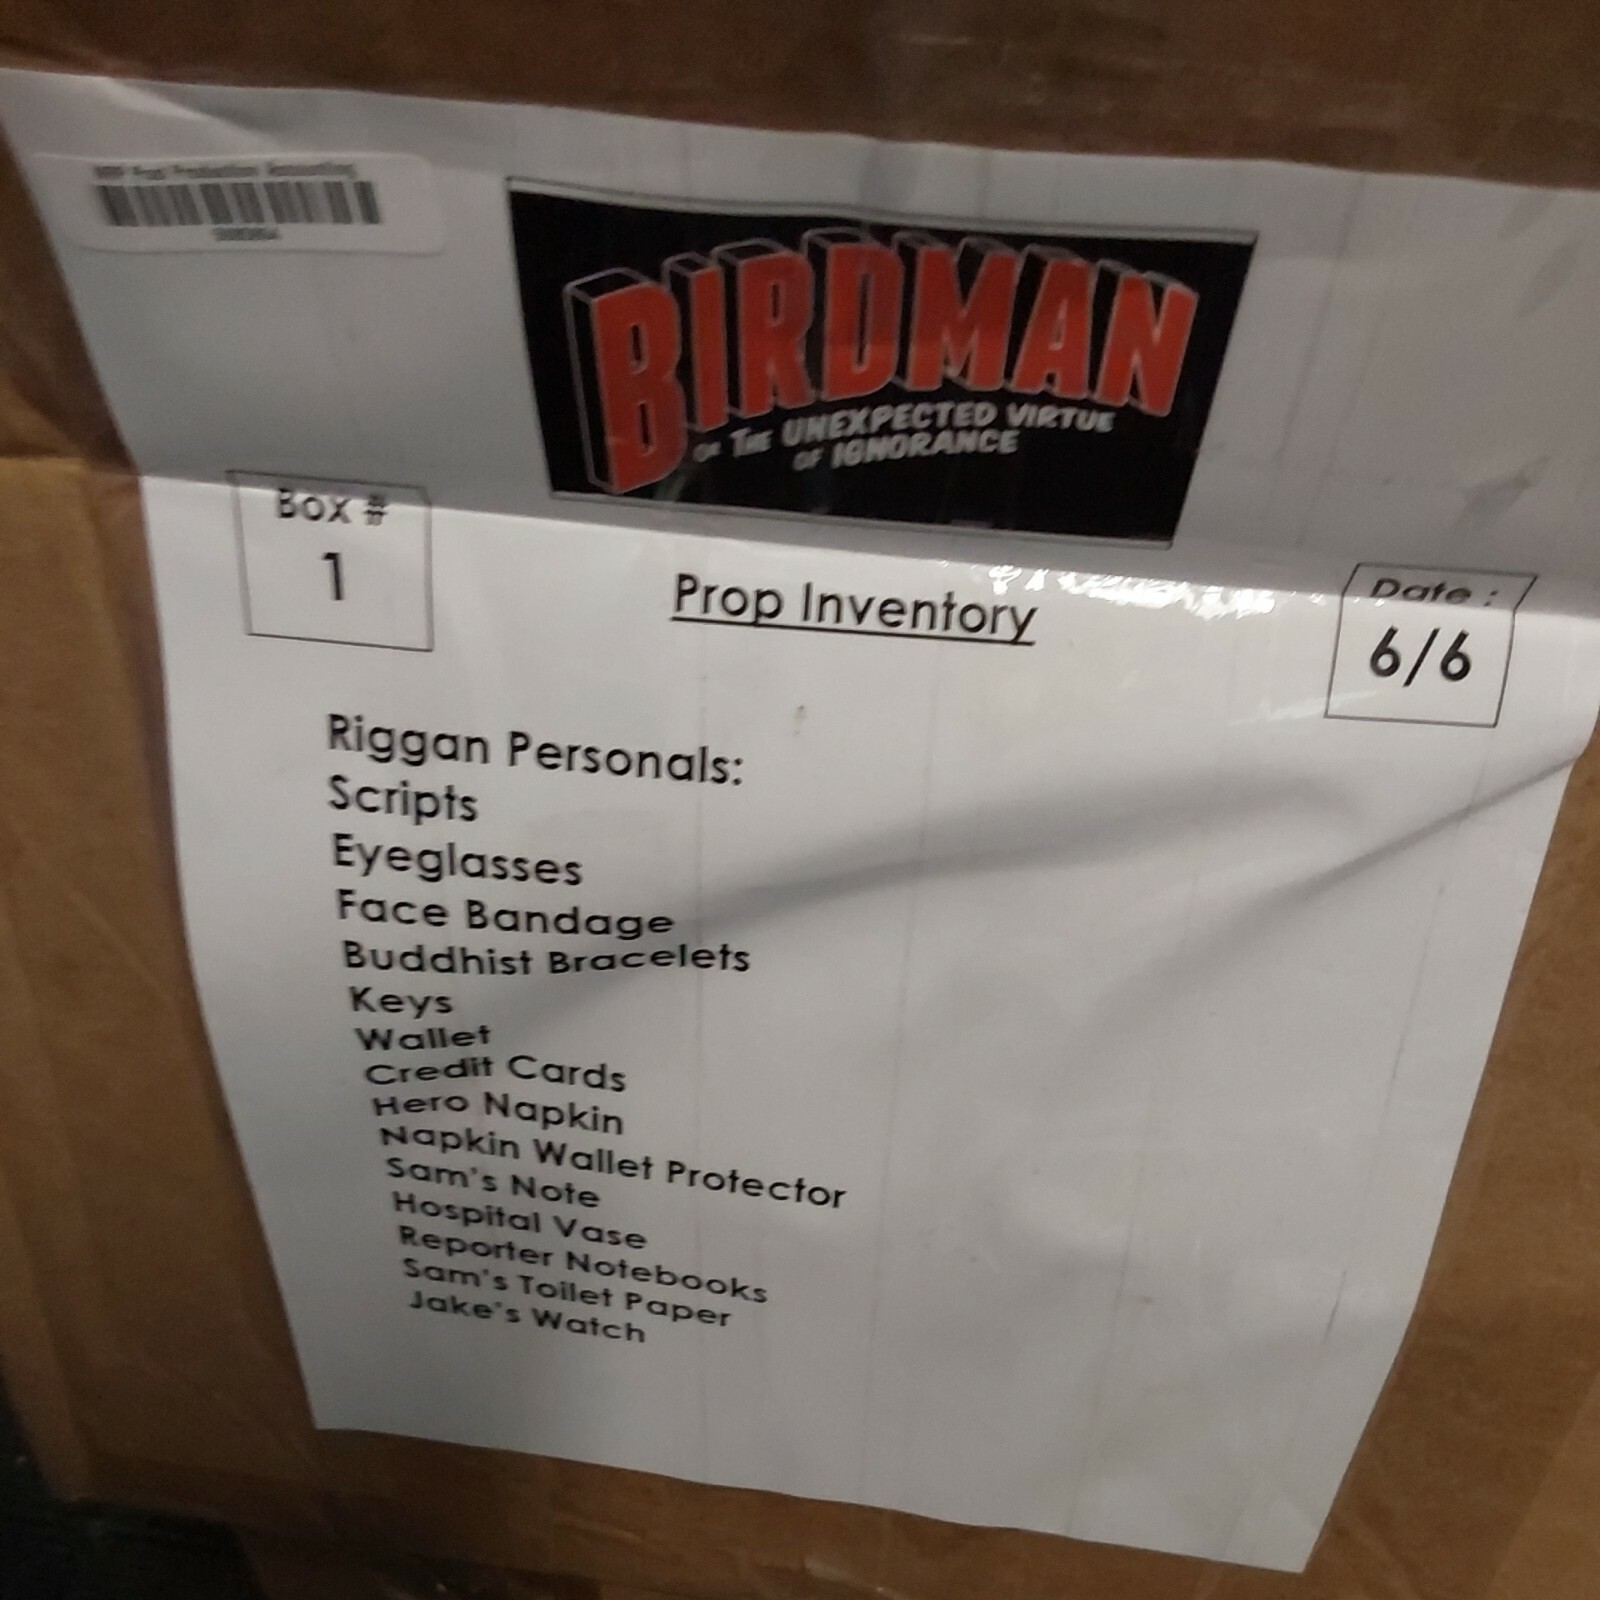 BIRDMAN
OR THE UNEXPECTED VIRTUE
OF IGNORANCE
Box #
1
Prop Inventory
Date :
6/6
Riggan Personals:
Scripts
Eyeglasses
Face Bandage
Buddhist Bracelets
Keys
Wallet
Credit Cards
Hero Napkin
Napkin Wallet Protector
Sam's Note
Hospital Vase
Reporter Notebooks
Sam's Toilet Paper
Jake's Watch